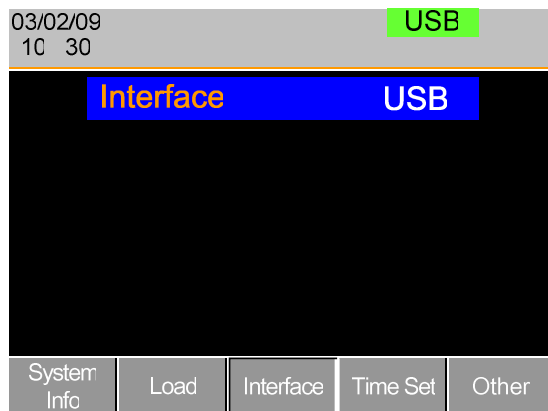 03/02/09 USB
10 30
Interface USB
System Info Load Interface Time Set Other